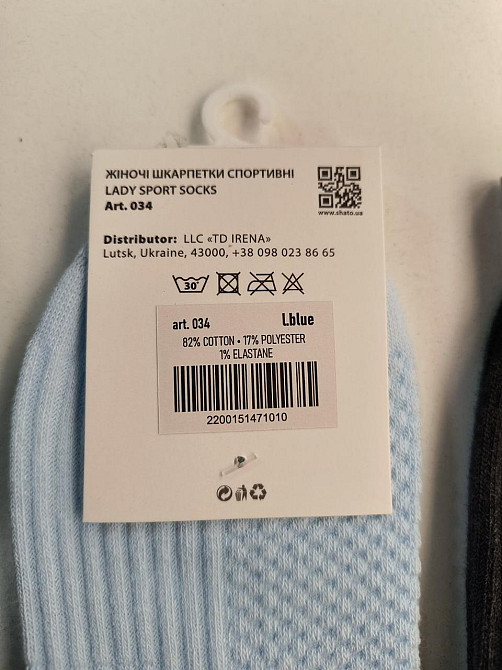 ЖІНОЧІ ШКАРПЕТКИ СПОРТИВНІ
LADY SPORT SOCKS
Art. 034
www.shato.ua
Distributor: LLC «TD IRENA»
Lutsk, Ukraine, 43000, +38 098 023 86 65
30°
art. 034 L.blue
82% COTTON • 17% POLYESTER
1% ELASTANE
2200151471010